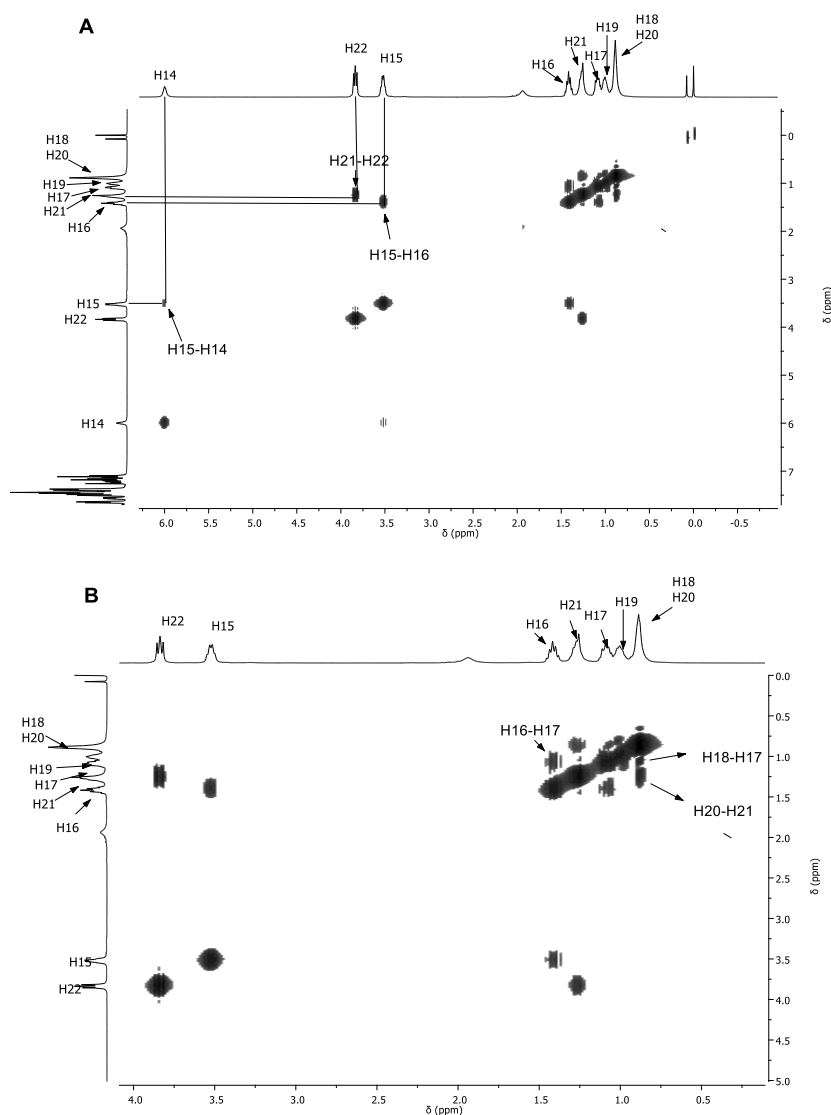 A
H18
H20
H19
H22
H21
H15
H17
H14
H16
H18
H20
H19
H17
H21
H16
H15
H22
H14
H21-H22
H15-H16
H15-H14
0
1
2
3
4
5
6
7
δ (ppm)
6.0 5.5 5.0 4.5 4.0 3.5 3.0 2.5 2.0 1.5 1.0 0.5 0.0 -0.5
δ (ppm)
B
H18
H20
H19
H21
H17
H22
H15
H16
H18
H20
H19
H17
H21
H16
H15
H22
H16-H17
H18-H17
H20-H21
0.0
0.5
1.0
1.5
2.0
2.5
3.0
3.5
4.0
4.5
5.0
δ (ppm)
4.0 3.5 3.0 2.5 2.0 1.5 1.0 0.5
δ (ppm)